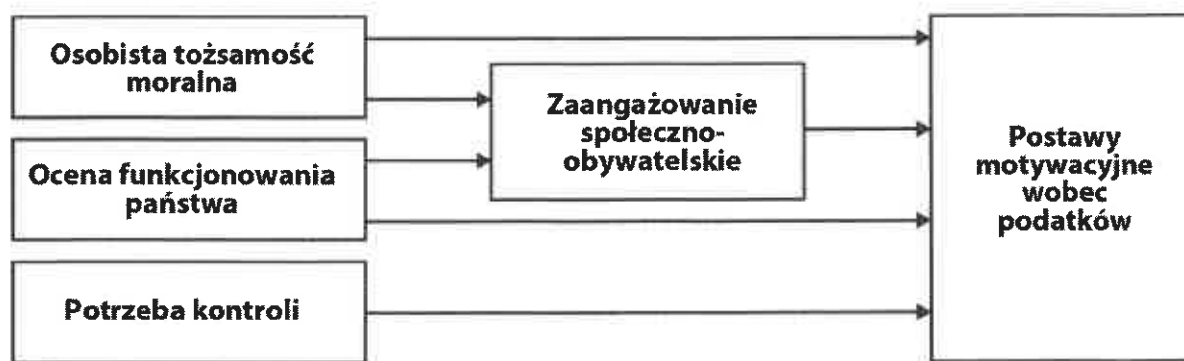 Osobista tożsamość
moralna
Zaangażowanie
społeczno-
obywatelskie
Ocena funkcjonowania
państwa
Potrzeba kontroli
Postawy
motywacyjne
wobec
podatków